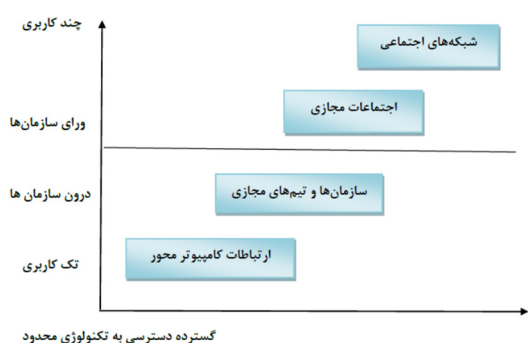 چند کاربری
شبکه‌های اجتماعی
اجتماعات مجازی
ورای سازمان‌ها
سازمان‌ها و تیم‌های مجازی
درون سازمان ها
ارتباطات کامپیوتر محور
تک کاربری
گسترده دسترسی به تکنولوژی محدود